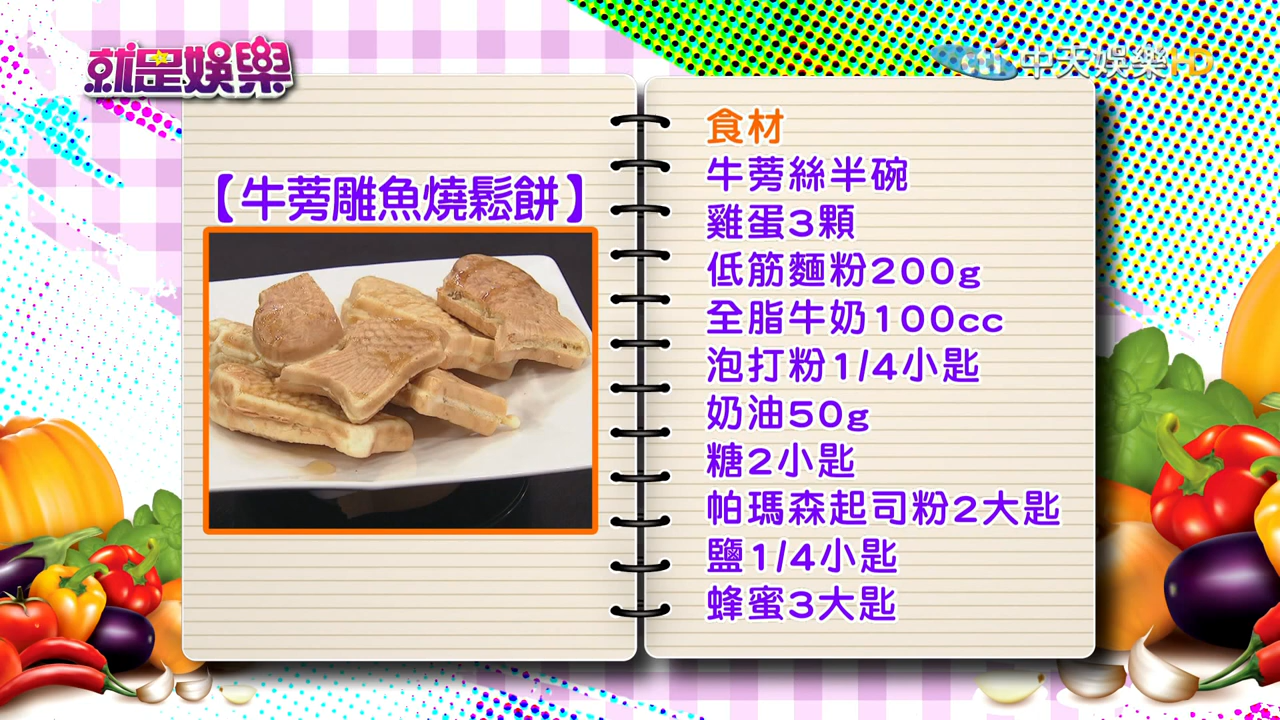 就是娛樂
cti中天娛樂HD
【牛蒡雕魚燒鬆餅】
食材
牛蒡絲半碗
雞蛋3顆
低筋麵粉200g
全脂牛奶100cc
泡打粉1/4小匙
奶油50g
糖2小匙
帕瑪森起司粉2大匙
鹽1/4小匙
蜂蜜3大匙